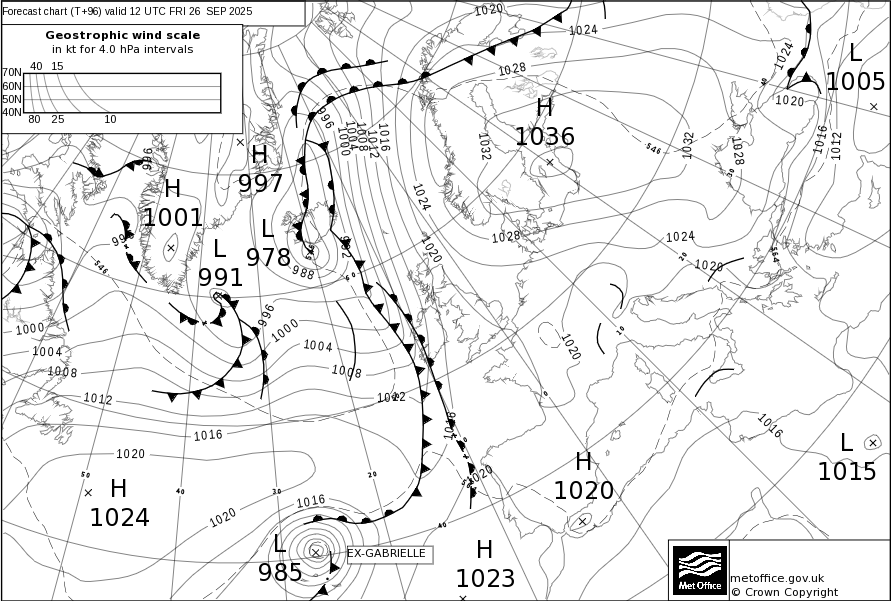 Forecast chart (T+96) valid 12 UTC FRI 26 SEP 2025
Geostrophic wind scale
in kt for 4.0 hPa intervals
40 15
70N
60N
50N
40N
80 25 10
1020
1024
1028
1024
L
1005
1020
H
1036
996
1000
1004
1008
1012
1016
1032
546
1032
1028
1016
1012
996
H
997
H
1001
1024
L
978
996
L
991
988
992
1020
1028
1024
1020
20
564
546
60
1000
1004
1008
1012
996
1000
1004
1008
1012
1020
10
0
1016
1016
1016
L
1015
1020
50
40
30
20
1020
H
1020
H
1024
1020
1016
40
L
985
EX-GABRIELLE
H
1023
Met Office
metoffice.gov.uk
© Crown Copyright